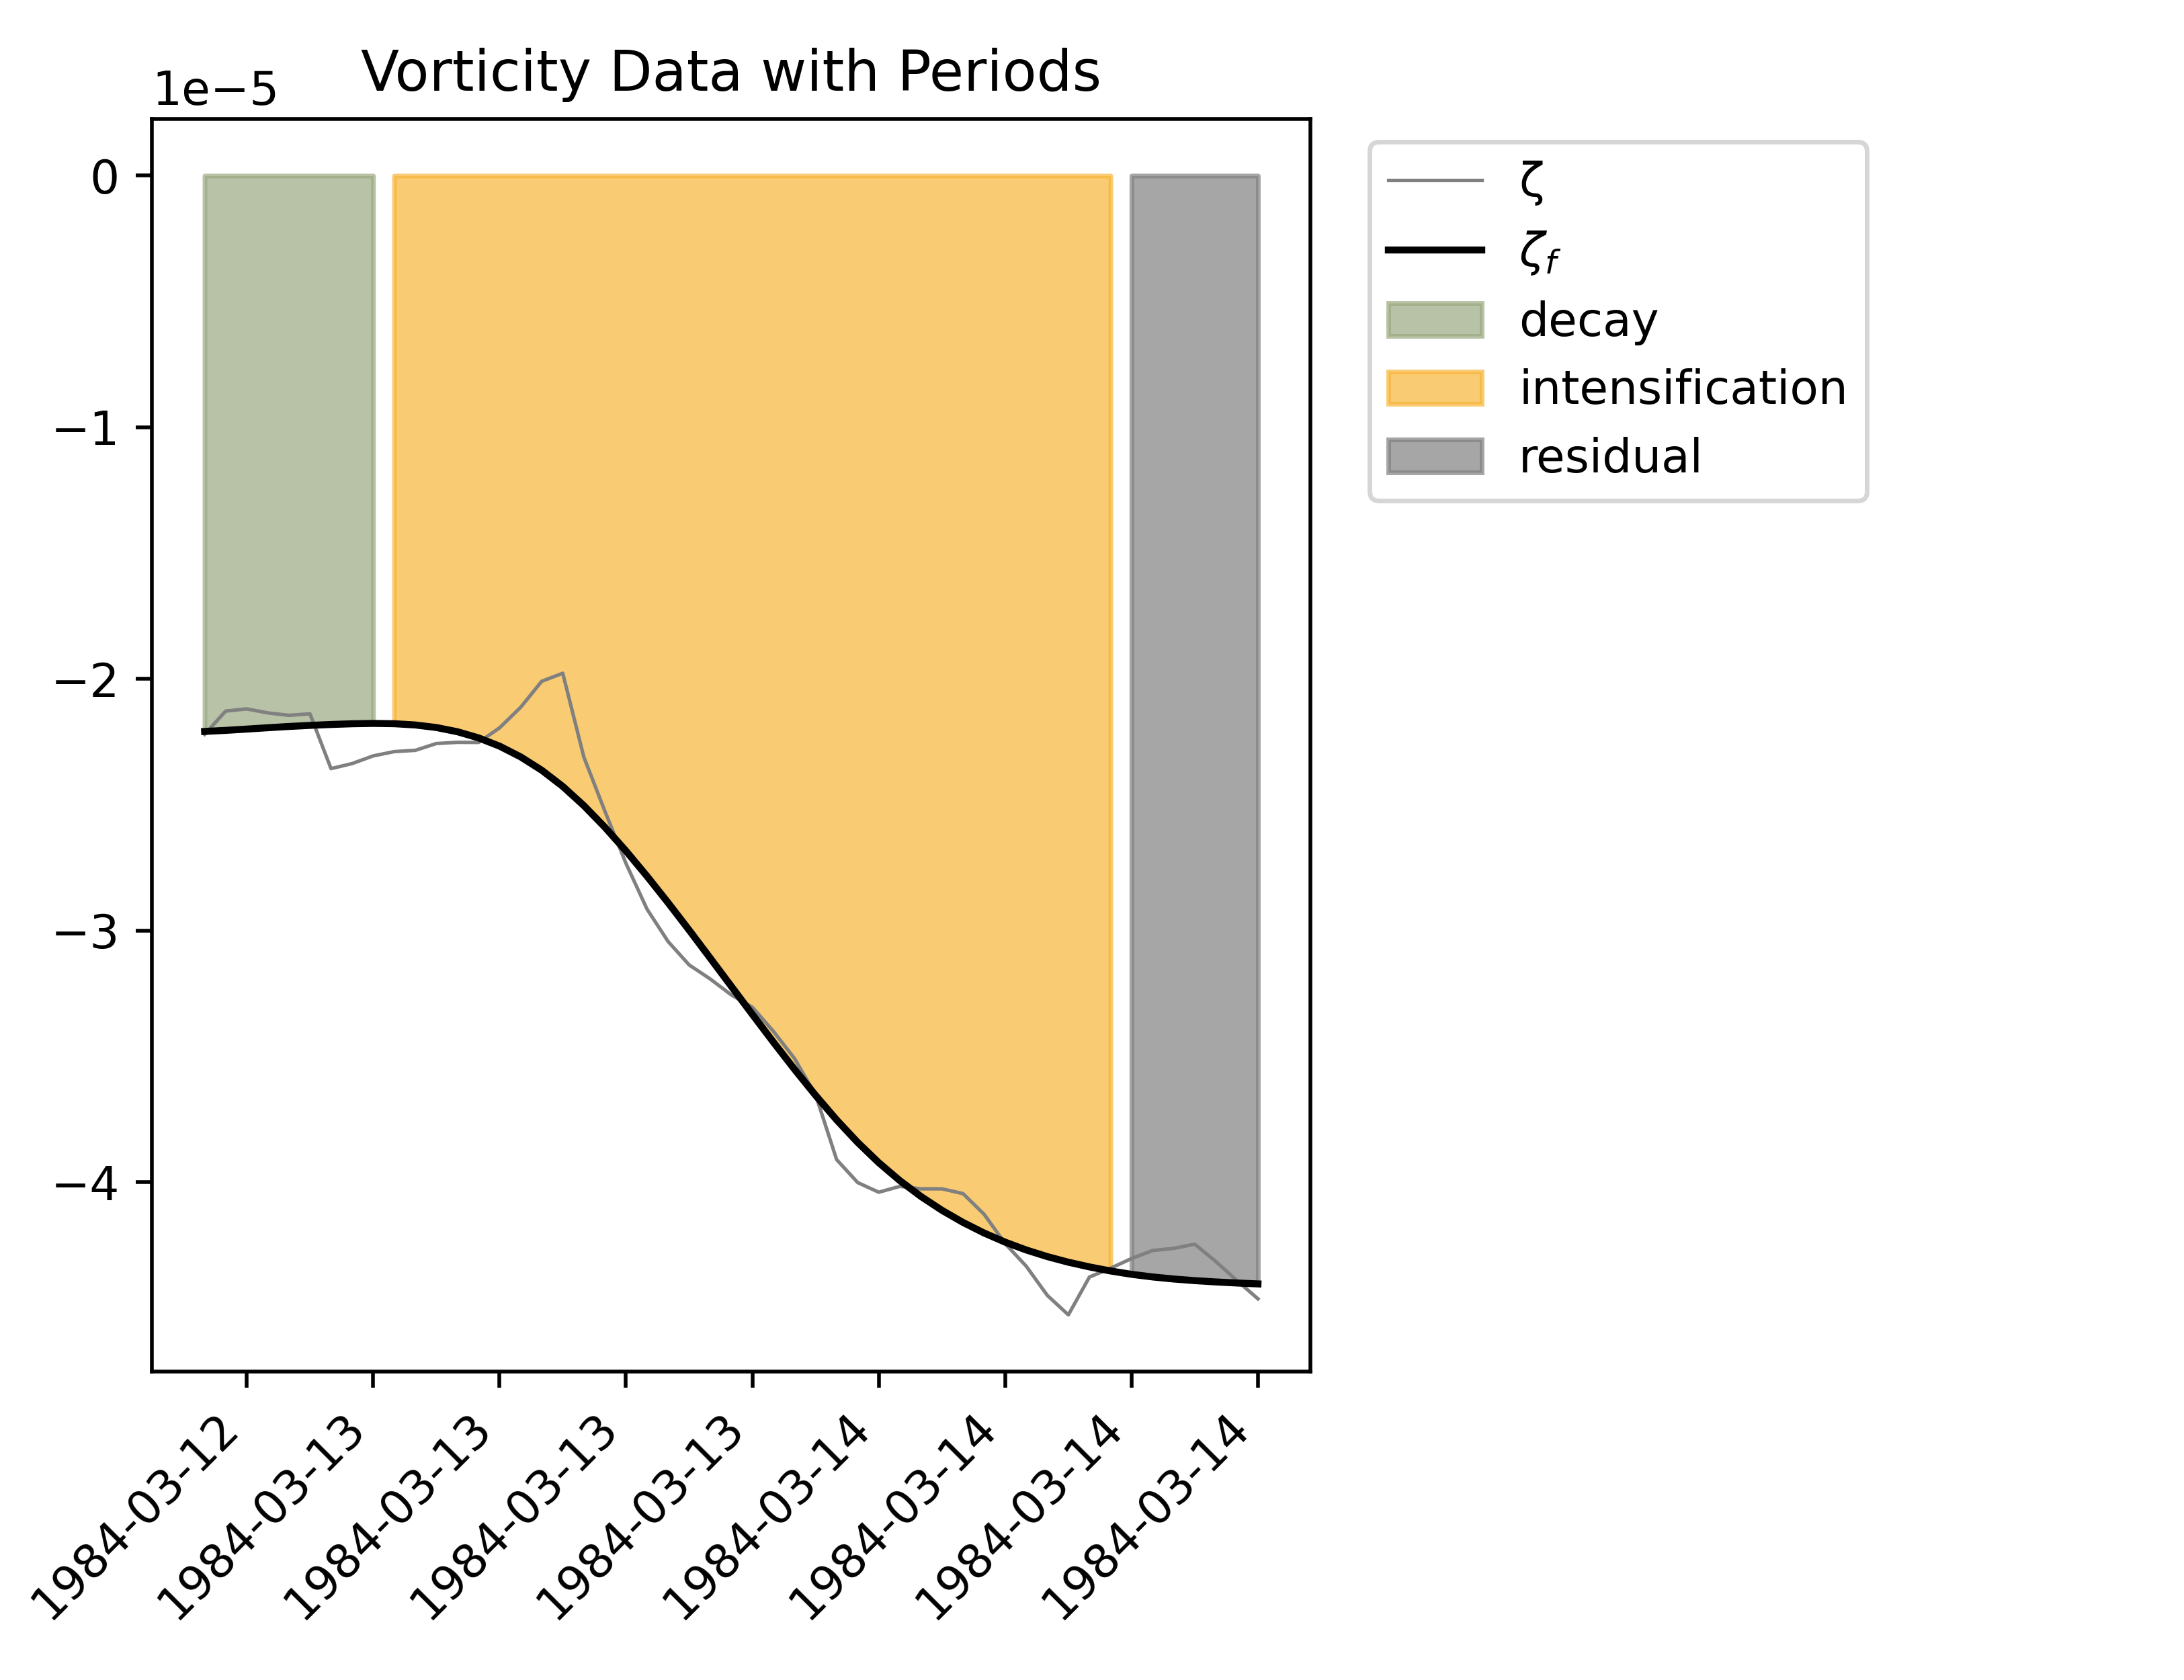 Vorticity Data with Periods
1e−5
0
−1
−2
−3
−4
1984-03-12
1984-03-13
1984-03-13
1984-03-13
1984-03-13
1984-03-14
1984-03-14
1984-03-14
1984-03-14
ζ
ζf
decay
intensification
residual